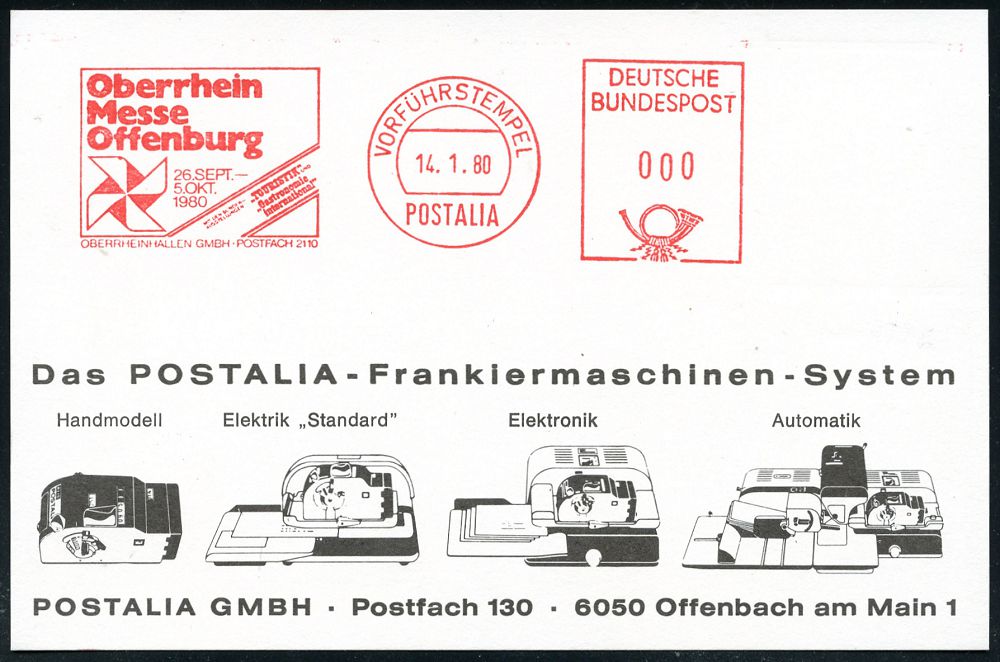 Oberrhein
Messe
Offenburg
26.SEPT.—
5.OKT.
1980
"TOURISTIK" UND
"Gastronomie
international"
OBERRHEINHALLEN GMBH · POSTFACH 2110
VORFÜHRSTEMPEL
14. 1. 80
POSTALIA
DEUTSCHE
BUNDESPOST
000
Das POSTALIA-Frankiermaschinen-System
Handmodell
Elektrik „Standard”
Elektronik
Automatik
POSTALIA
POSTALIA GMBH · Postfach 130 · 6050 Offenbach am Main 1